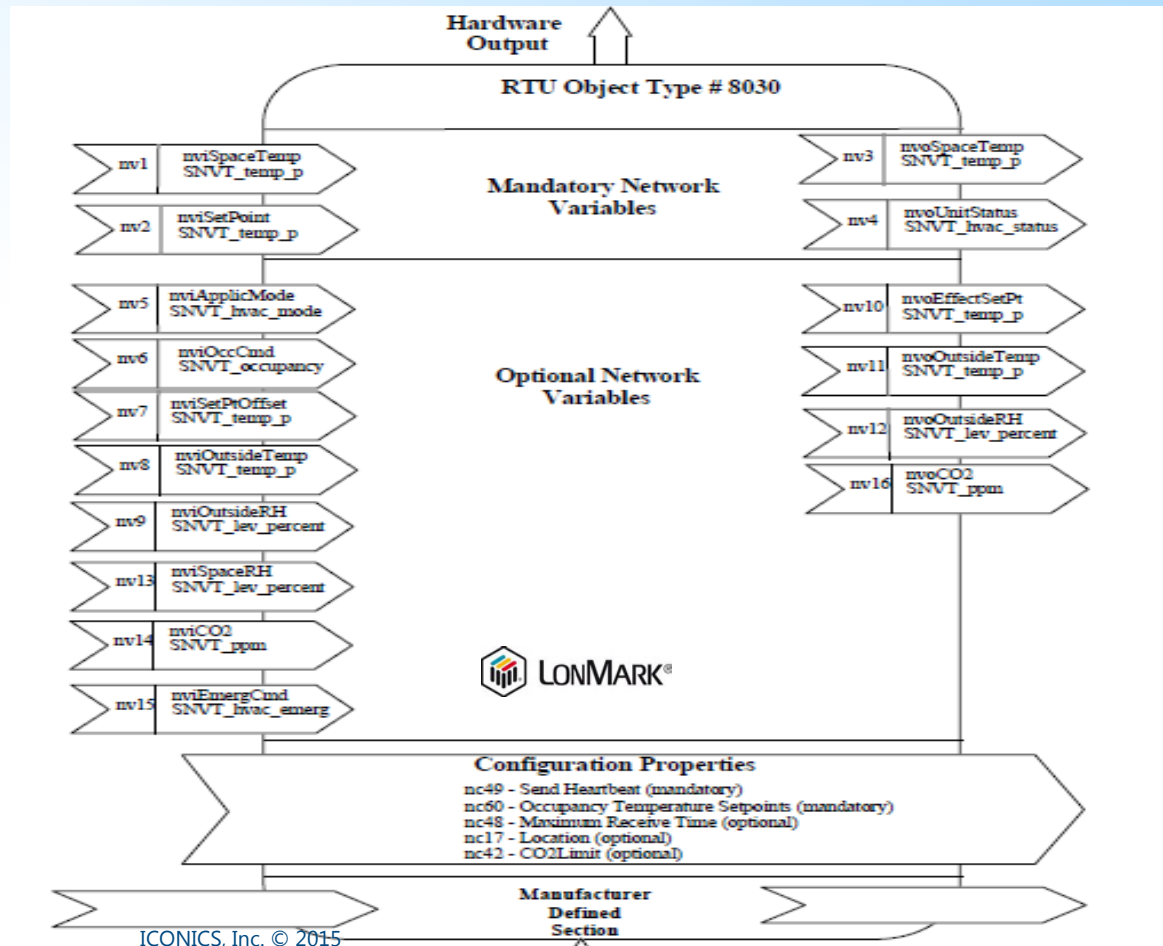 Hardware
Output
RTU Object Type # 8030
nv1
nviSpaceTemp
SNVT_temp_p
nv2
nviSetPoint
SNVT_temp_p
Mandatory Network
Variables
nv3
nvoSpaceTemp
SNVT_temp_p
nv4
nvoUnitStatus
SNVT_hvac_status
nv5
nviApplicMode
SNVT_hvac_mode
nv6
nviOccCmd
SNVT_occupancy
nv7
nviSetPtOffset
SNVT_temp_p
nv8
nviOutsideTemp
SNVT_temp_p
nv9
nviOutsideRH
SNVT_lev_percent
nv13
nviSpaceRH
SNVT_lev_percent
nv14
nviCO2
SNVT_ppm
nv15
nviEmergCmd
SNVT_hvac_emerg
Optional Network
Variables
nv10
nvoEffectSetPt
SNVT_temp_p
nv11
nvoOutsideTemp
SNVT_temp_p
nv12
nvoOutsideRH
SNVT_lev_percent
nv16
nvoCO2
SNVT_ppm
LONMARK®
Configuration Properties
nc49 - Send Heartbeat (mandatory)
nc60 - Occupancy Temperature Setpoints (mandatory)
nc48 - Maximum Receive Time (optional)
nc17 - Location (optional)
nc42 - CO2Limit (optional)
Manufacturer
Defined
Section
ICONICS, Inc. © 2015